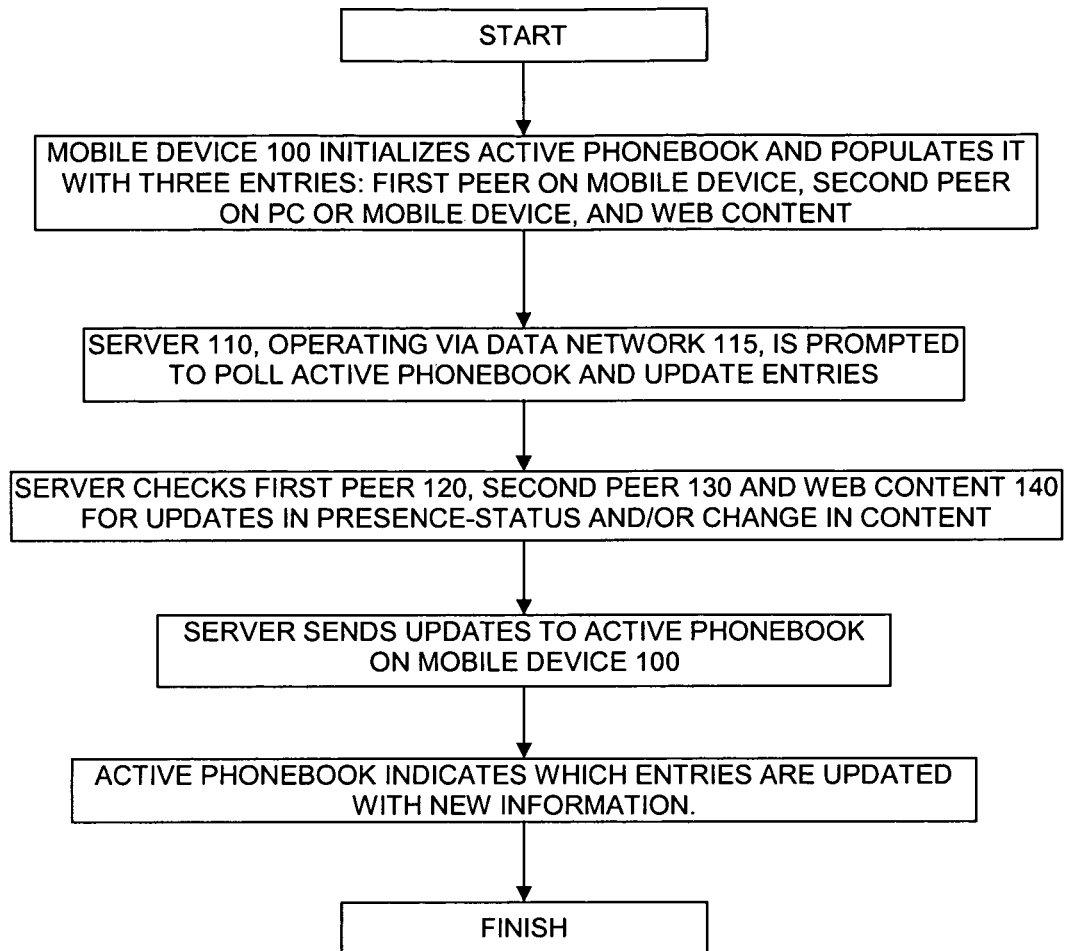 START
MOBILE DEVICE 100 INITIALIZES ACTIVE PHONEBOOK AND POPULATES IT
WITH THREE ENTRIES: FIRST PEER ON MOBILE DEVICE, SECOND PEER
ON PC OR MOBILE DEVICE, AND WEB CONTENT
SERVER 110, OPERATING VIA DATA NETWORK 115, IS PROMPTED
TO POLL ACTIVE PHONEBOOK AND UPDATE ENTRIES
SERVER CHECKS FIRST PEER 120, SECOND PEER 130 AND WEB CONTENT 140
FOR UPDATES IN PRESENCE-STATUS AND/OR CHANGE IN CONTENT
SERVER SENDS UPDATES TO ACTIVE PHONEBOOK
ON MOBILE DEVICE 100
ACTIVE PHONEBOOK INDICATES WHICH ENTRIES ARE UPDATED
WITH NEW INFORMATION.
FINISH